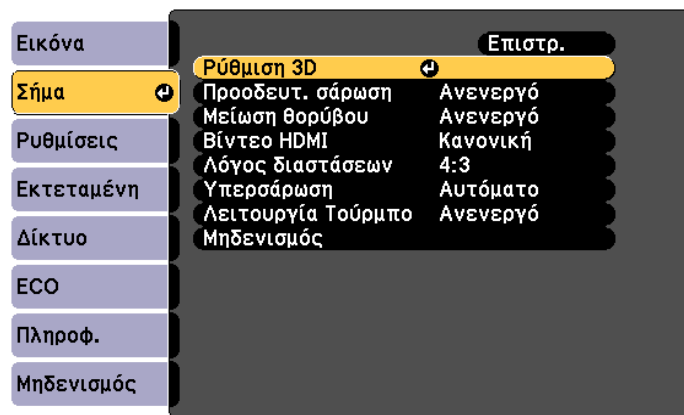 Εικόνα
Σήμα
Ρυθμίσεις
Εκτεταμένη
Δίκτυο
ECO
Πληροφ.
Μηδενισμός
Επιστρ.
Ρύθμιση 3D
Προοδευτ. σάρωση Ανενεργό
Μείωση θορύβου Ανενεργό
Βίντεο HDMI Κανονική
Λόγος διαστάσεων 4:3
Υπερσάρωση Αυτόματο
Λειτουργία Τούρμπο Ανενεργό
Μηδενισμός